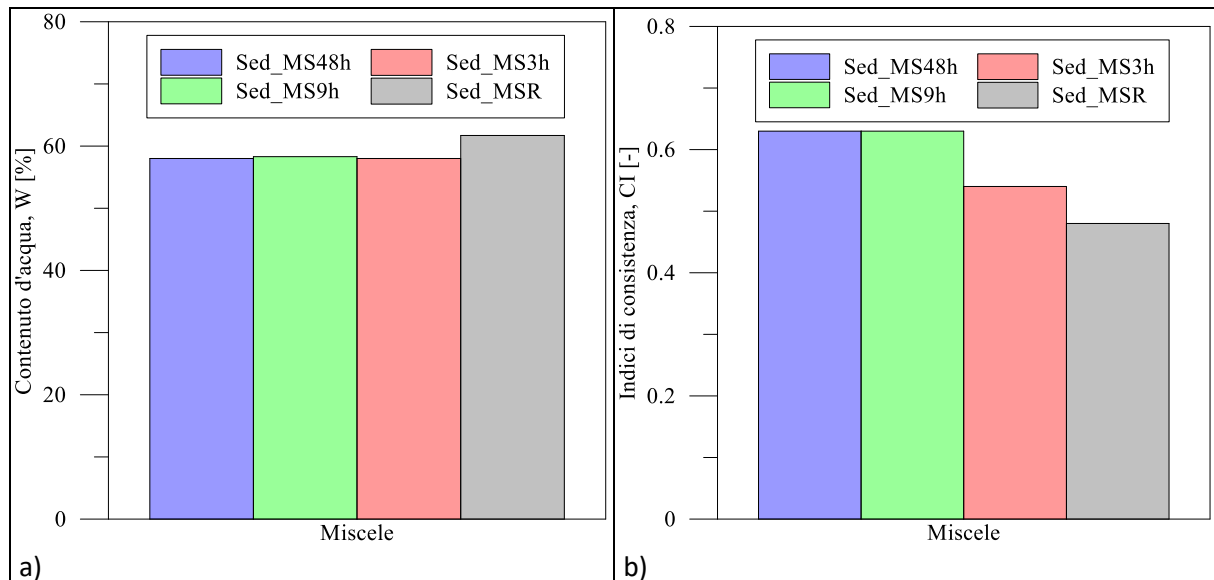 80
60
40
20
0
Contenuto d'acqua, W [%]
Sed_MS48h
Sed_MS3h
Sed_MS9h
Sed_MSR
Miscele
a)
0.8
0.6
0.4
0.2
0
Indici di consistenza, CI [-]
Sed_MS48h
Sed_MS3h
Sed_MS9h
Sed_MSR
Miscele
b)